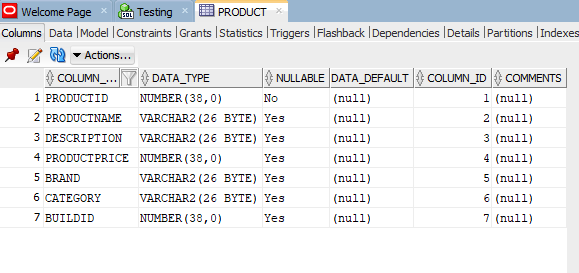 Welcome Page Testing PRODUCT
Columns Data Model Constraints Grants Statistics Triggers Flashback Dependencies Details Partitions Indexes
Actions...
COLUMN_... DATA_TYPE NULLABLE DATA_DEFAULT COLUMN_ID COMMENTS
1 PRODUCTID NUMBER(38,0) No (null) 1 (null)
2 PRODUCTNAME VARCHAR2(26 BYTE) Yes (null) 2 (null)
3 DESCRIPTION VARCHAR2(26 BYTE) Yes (null) 3 (null)
4 PRODUCTPRICE NUMBER(38,0) Yes (null) 4 (null)
5 BRAND VARCHAR2(26 BYTE) Yes (null) 5 (null)
6 CATEGORY VARCHAR2(26 BYTE) Yes (null) 6 (null)
7 BUILDID NUMBER(38,0) Yes (null) 7 (null)